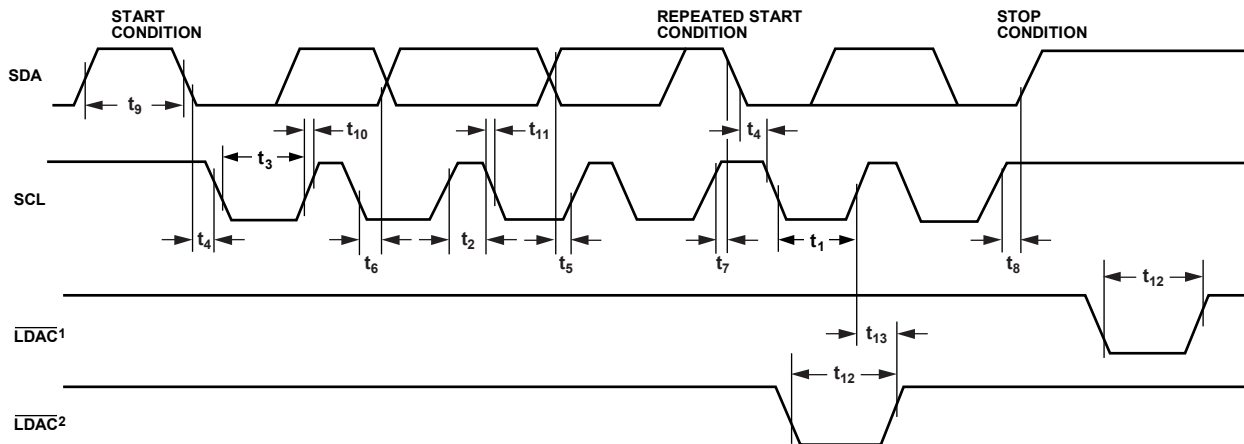 START
CONDITION
REPEATED START
CONDITION
STOP
CONDITION
SDA
t9
t4
t10
t11
t3
SCL
t4
t6
t2
t5
t7
t1
t8
t12
t13
LDAC1
t12
LDAC2